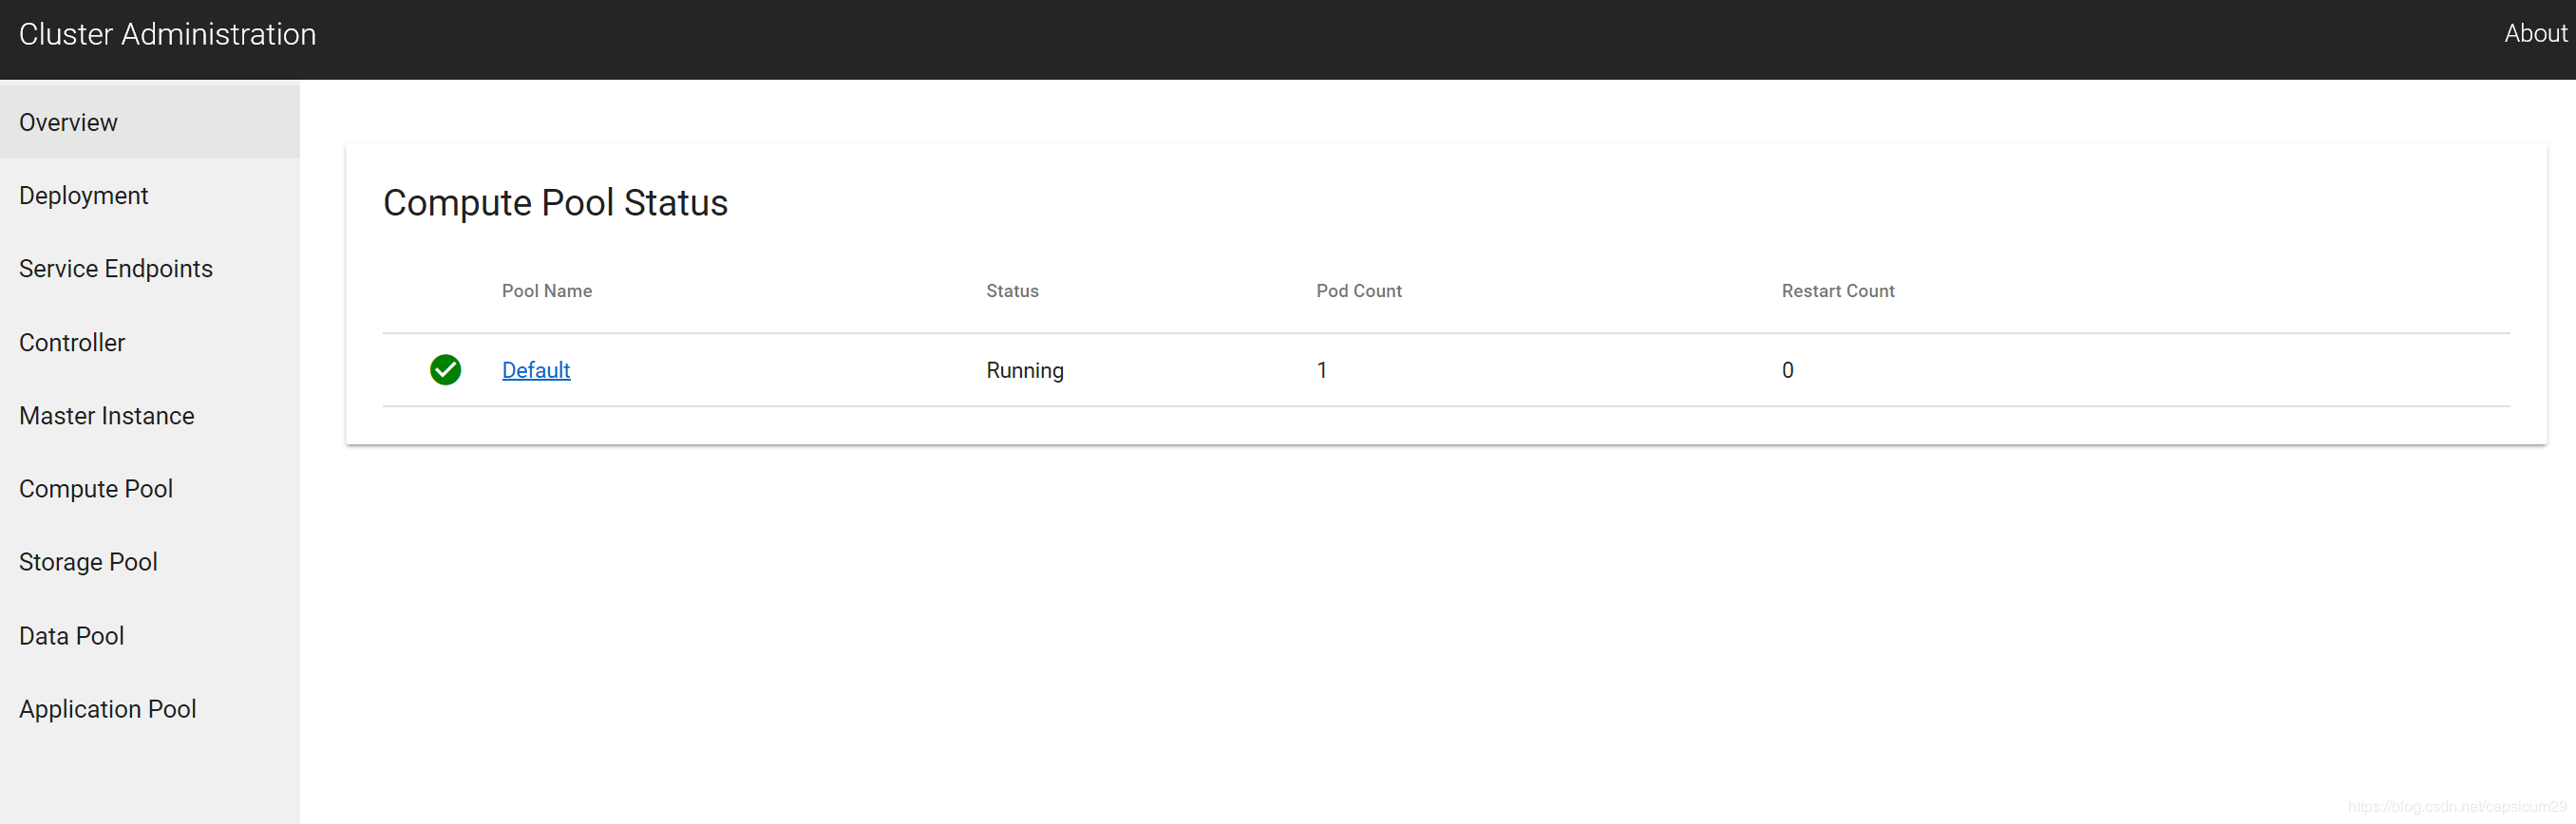 Cluster Administration
About
Overview
Deployment
Service Endpoints
Controller
Master Instance
Compute Pool
Storage Pool
Data Pool
Application Pool
Compute Pool Status
Pool Name Status Pod Count Restart Count
Default Running 1 0
https://blog.csdn.net/capsicum29